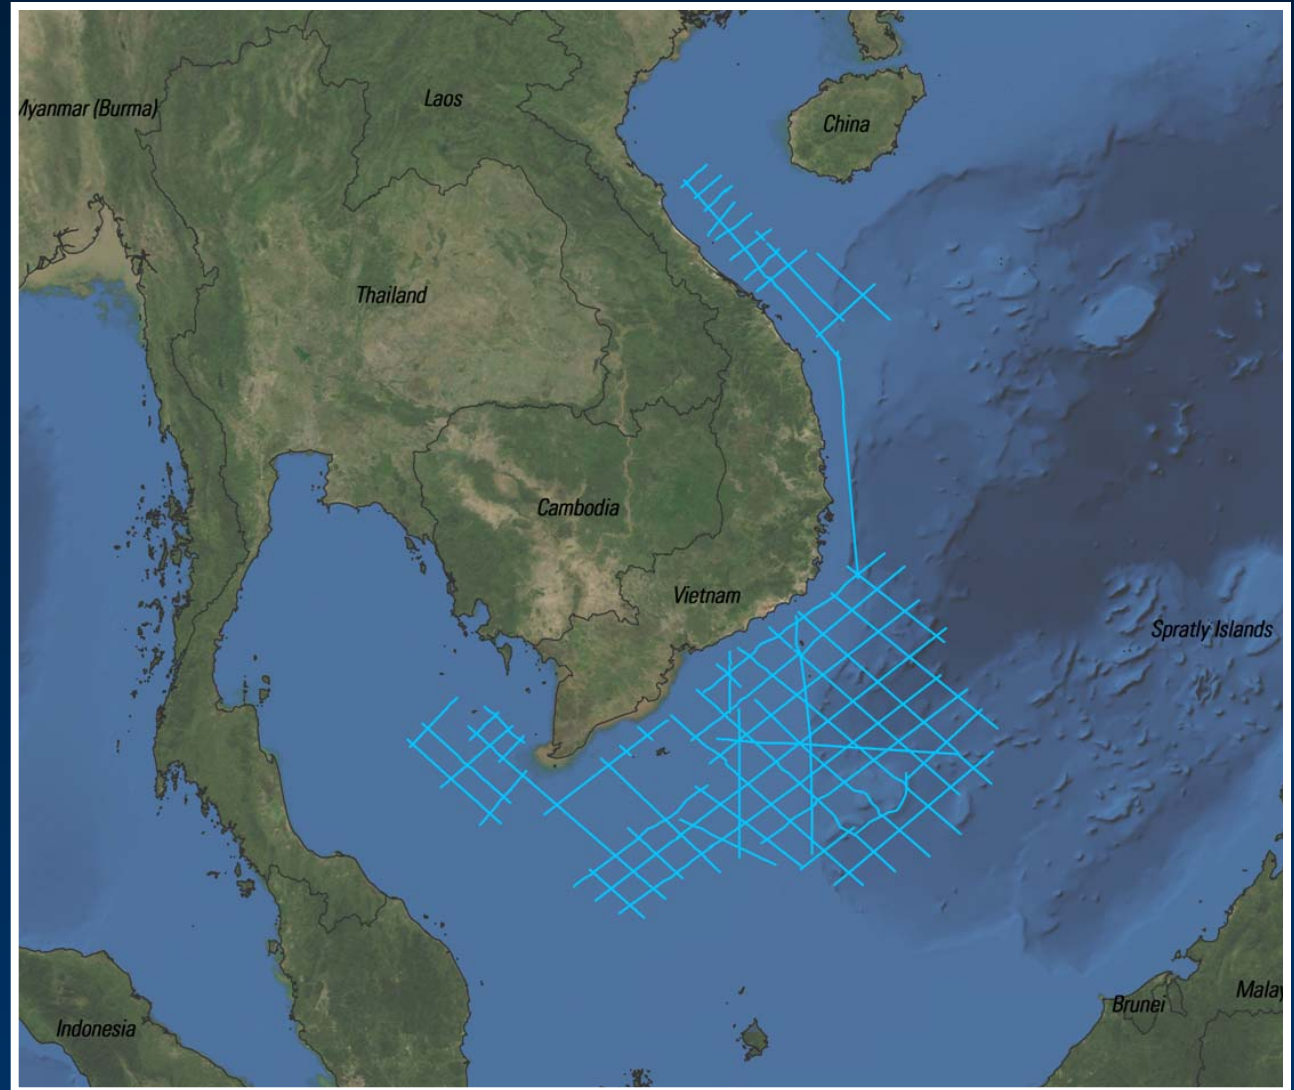 Myanmar (Burma)
Laos
China
Thailand
Cambodia
Vietnam
Spratly Islands
Brunei
Malay
Indonesia